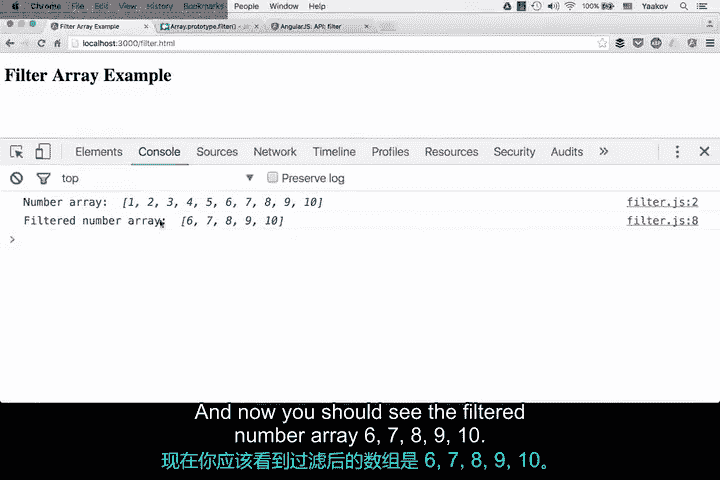 Chrome File Edit View History Bookmarks People Window Help 100% Yaakov
Filter Array Example Array.prototype.filter() - AngularJS: API: filter
localhost:3000/filter.html
Filter Array Example
Elements Console Sources Network Timeline Profiles Resources Security Audits »
top Preserve log
Number array: [1, 2, 3, 4, 5, 6, 7, 8, 9, 10] filter.js:2
Filtered number array: [6, 7, 8, 9, 10] filter.js:8
>
And now you should see the filtered
number array 6, 7, 8, 9, 10.
现在你应该看到过滤后的数组是 6, 7, 8, 9, 10。